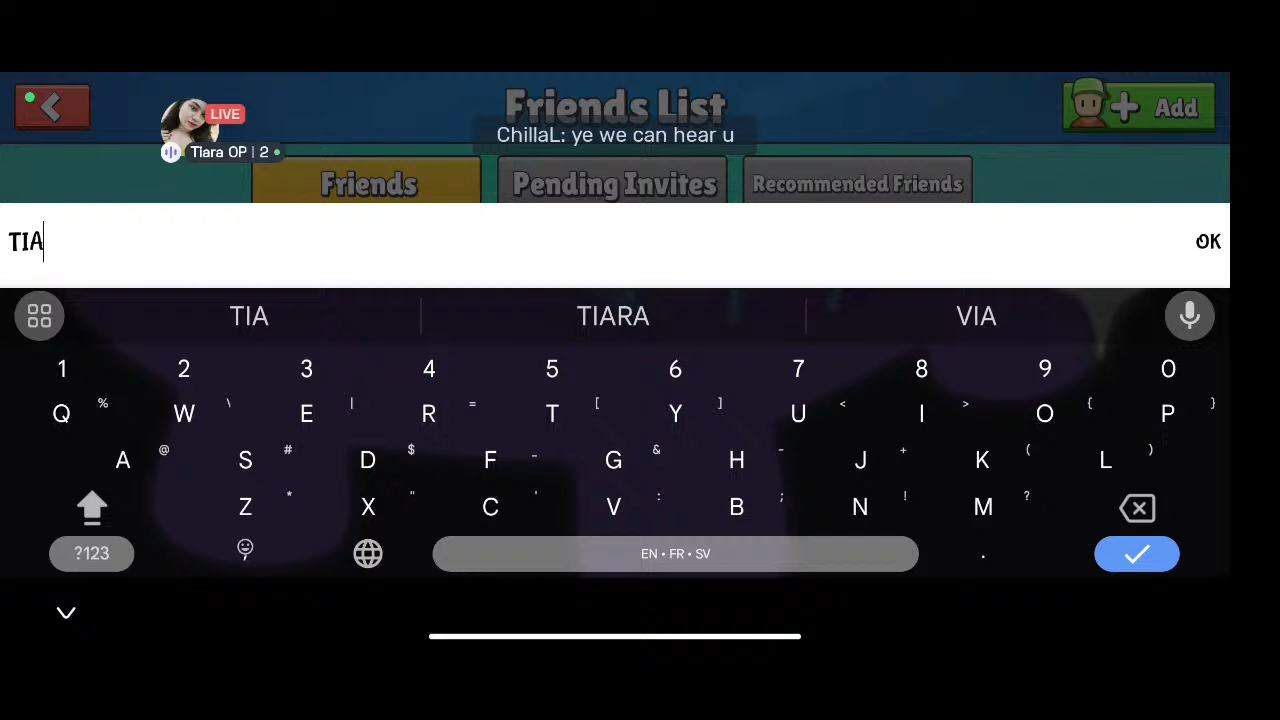 Friends List
Add
LIVE
ChillaL: ye we can hear u
TIara OP | 2
Friends
Pending Invites
Recommended Friends
TIA
OK
TIA TIARA VIA
1 2 3 4 5 6 7 8 9 0
Q % W \ E | R = T [ Y ] U < I > O { P }
A @ S # D $ F _ G & H - J + K ( L )
Z * X " C ' V : B ; N ! M ?
?123 EN • FR • SV .